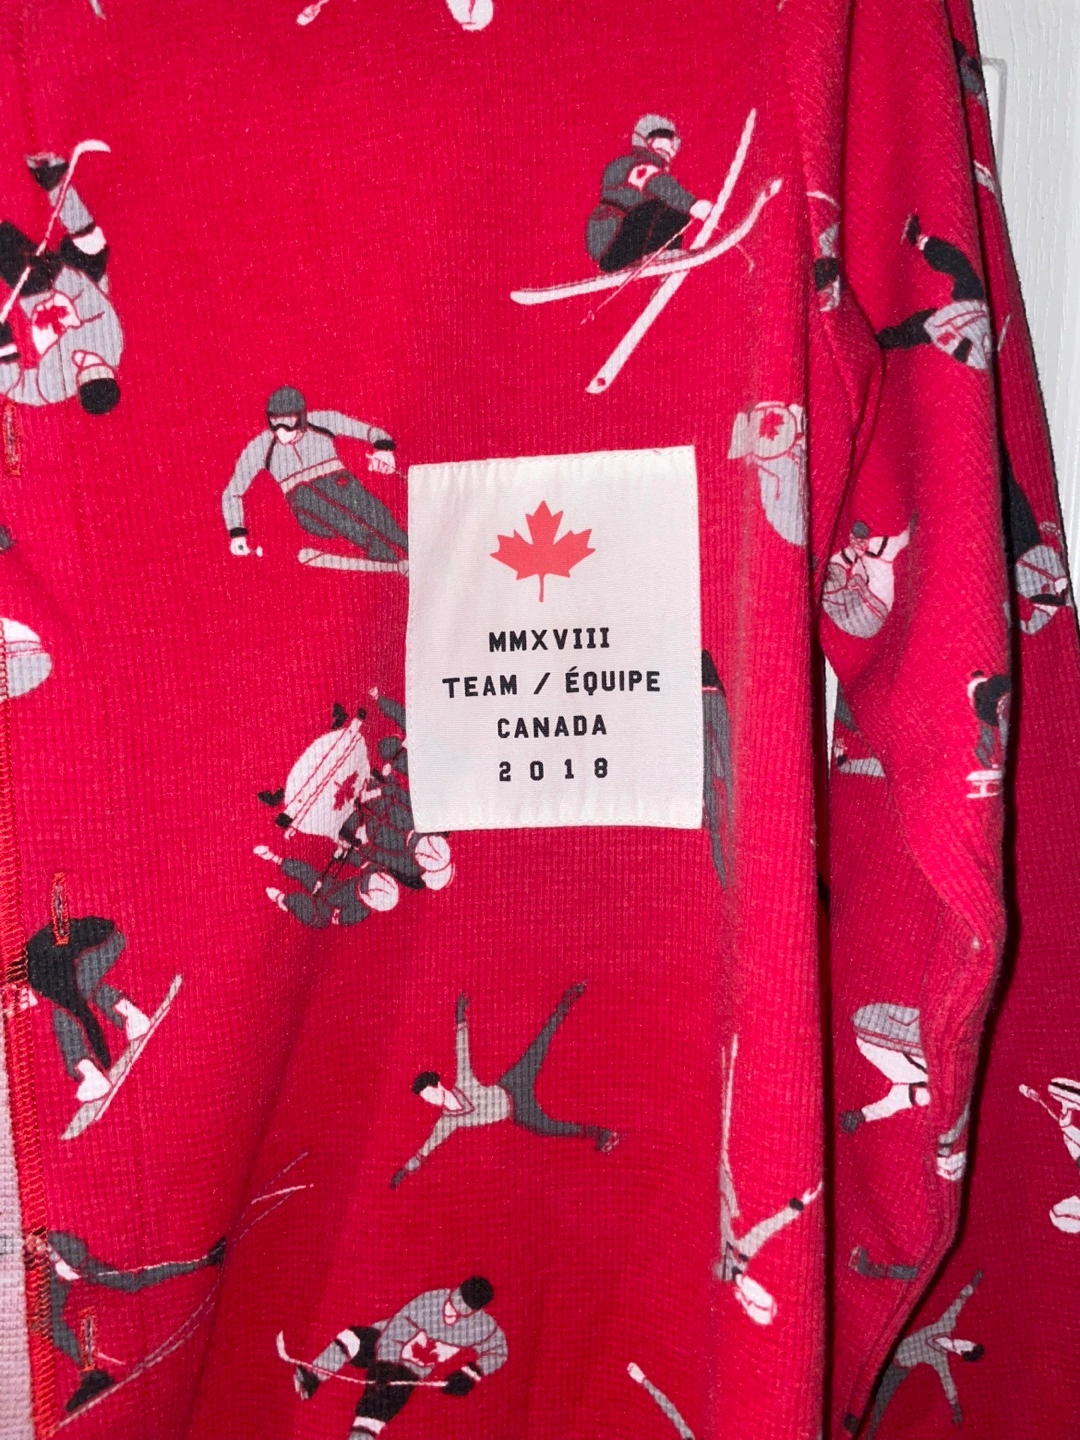 MMXVIII
TEAM / ÉQUIPE
CANADA
2018